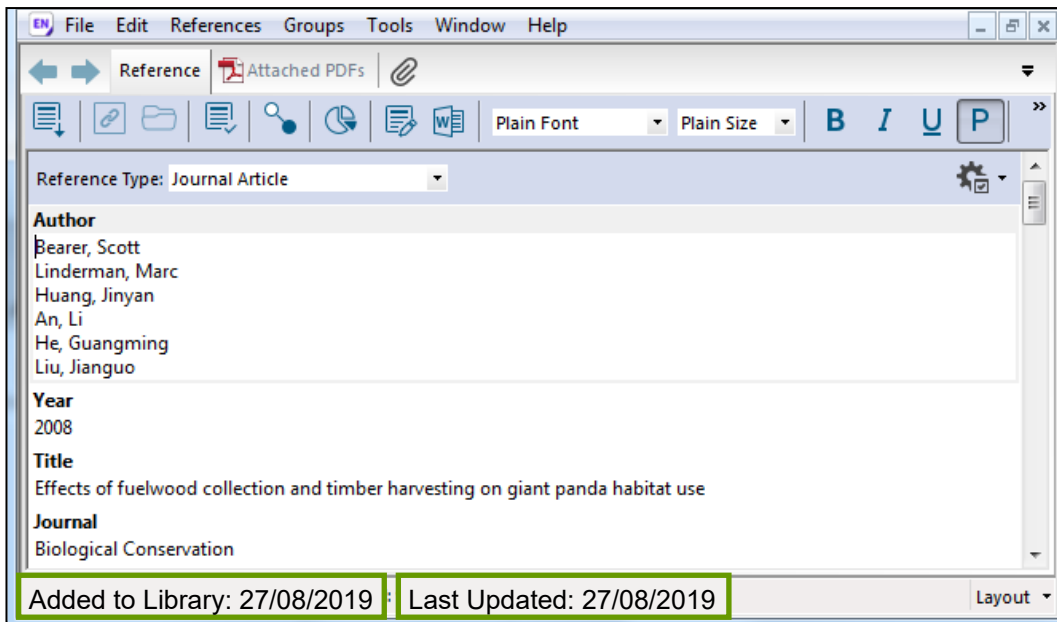 EN File Edit References Groups Tools Window Help
Reference Attached PDFs
Plain Font Plain Size B I U P »
Reference Type: Journal Article
Author
Bearer, Scott
Linderman, Marc
Huang, Jinyan
An, Li
He, Guangming
Liu, Jianguo
Year
2008
Title
Effects of fuelwood collection and timber harvesting on giant panda habitat use
Journal
Biological Conservation
Added to Library: 27/08/2019 : Last Updated: 27/08/2019 Layout